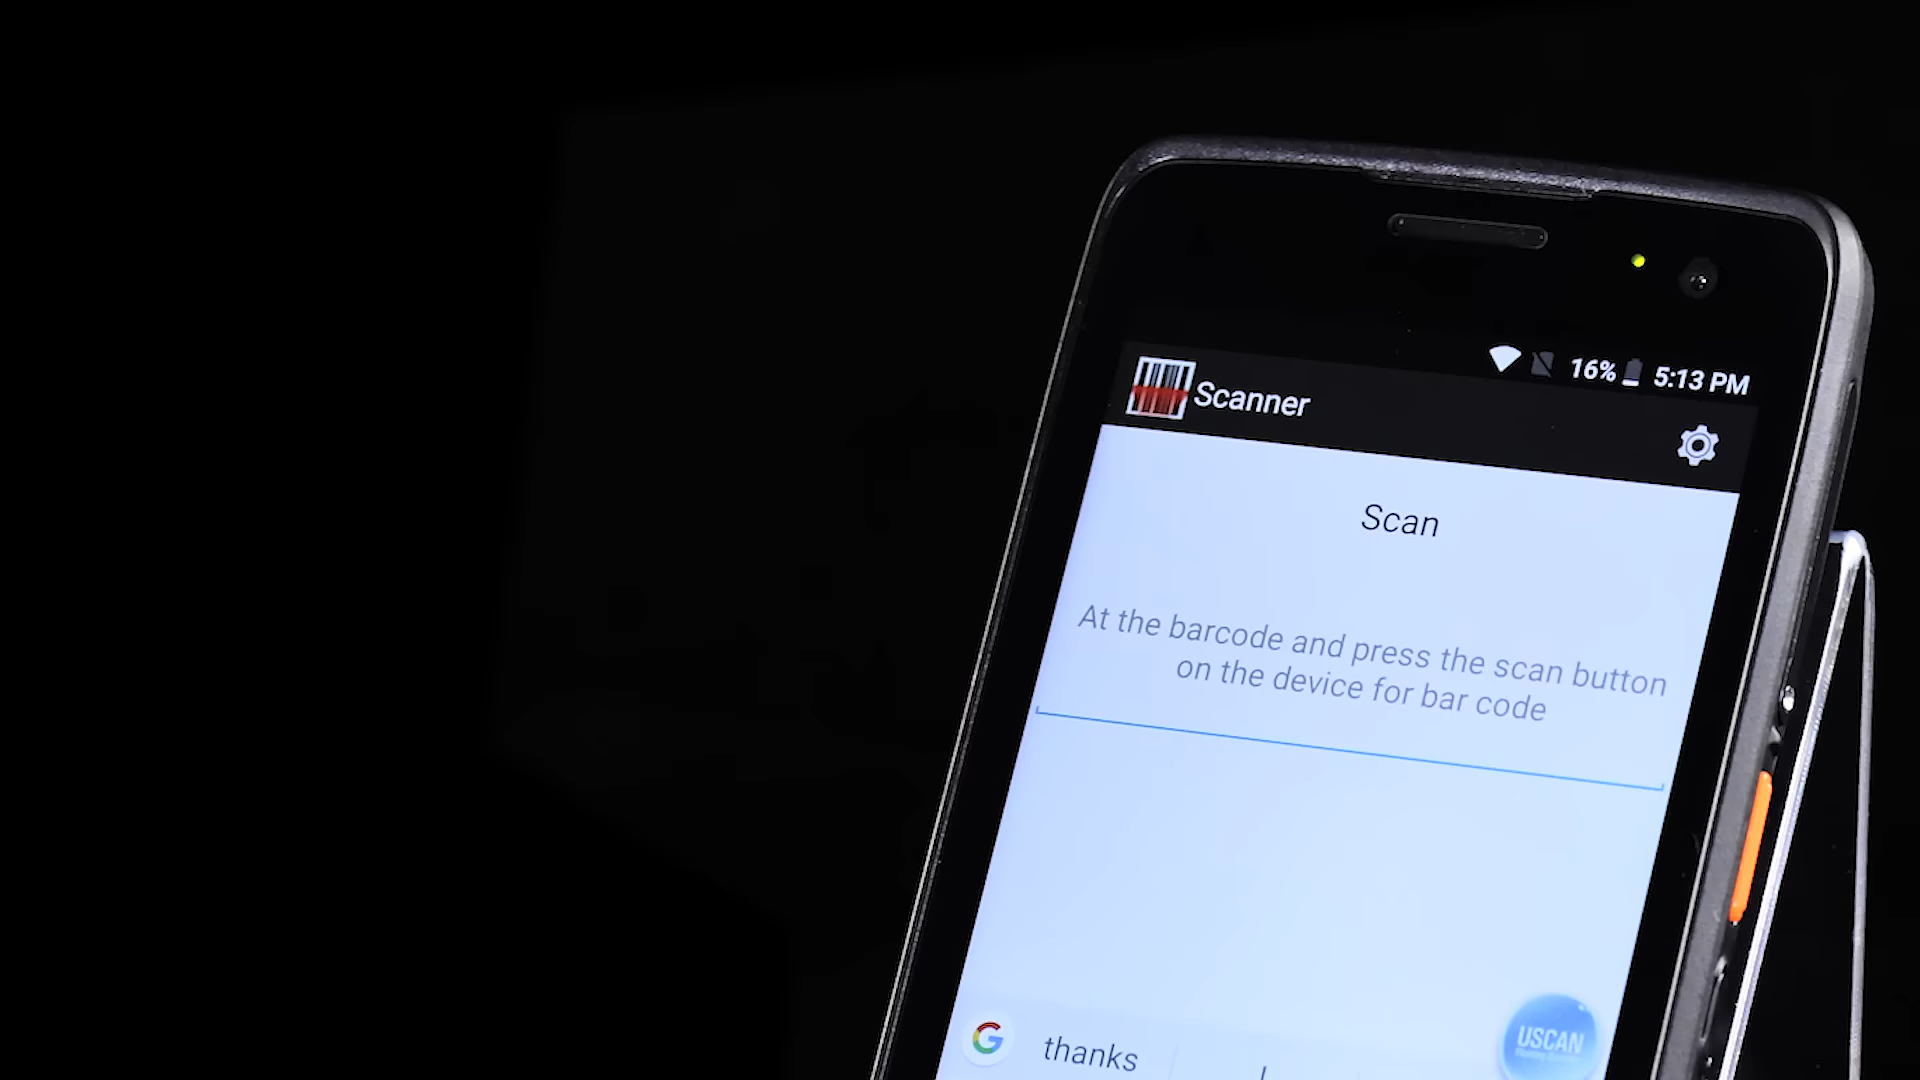 16% 5:13 PM
Scanner
Scan
At the barcode and press the scan button
on the device for bar code
thanks
USCAN